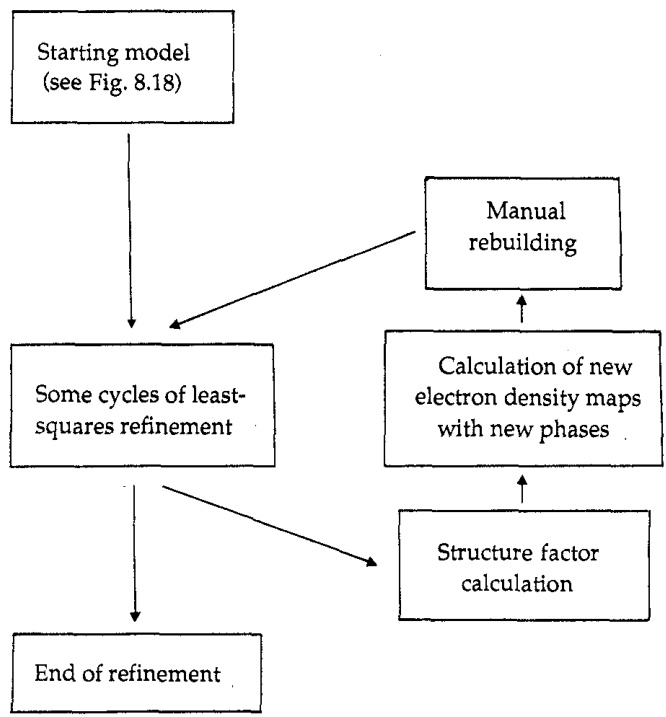 Starting model
(see Fig. 8.18)
Manual
rebuilding
Some cycles of least-
squares refinement
Calculation of new
electron density maps
with new phases
Structure factor
calculation
End of refinement